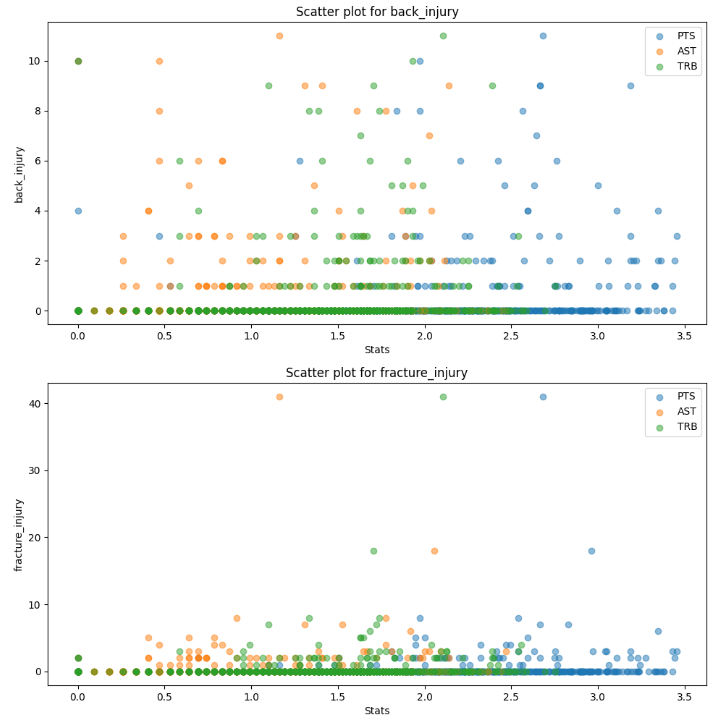 Scatter plot for back_injury
PTS
AST
TRB
10
8
6
4
2
0
back_injury
0.0 0.5 1.0 1.5 2.0 2.5 3.0 3.5
Stats
Scatter plot for fracture_injury
PTS
AST
TRB
40
30
20
10
0
fracture_injury
0.0 0.5 1.0 1.5 2.0 2.5 3.0 3.5
Stats